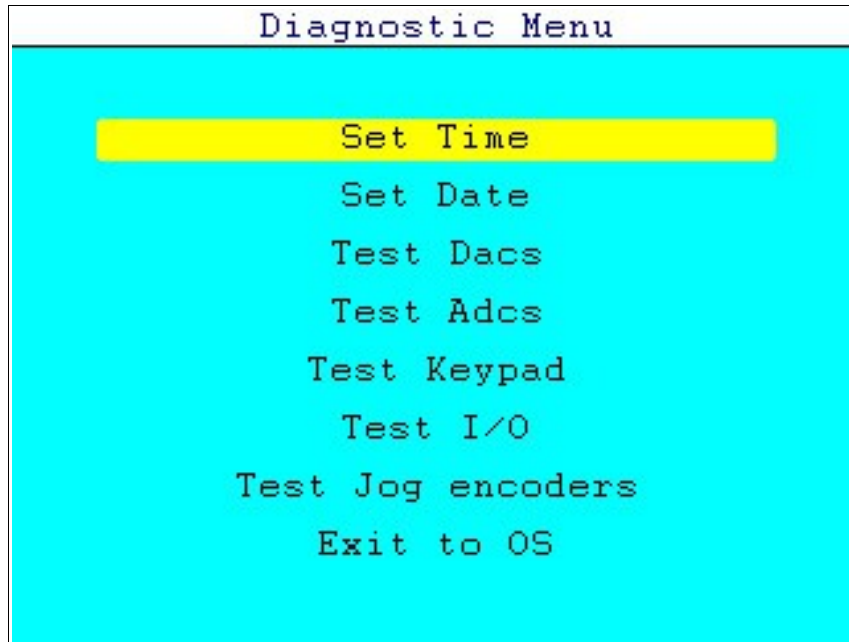 Diagnostic Menu
Set Time
Set Date
Test Dacs
Test Adcs
Test Keypad
Test I/O
Test Jog encoders
Exit to OS